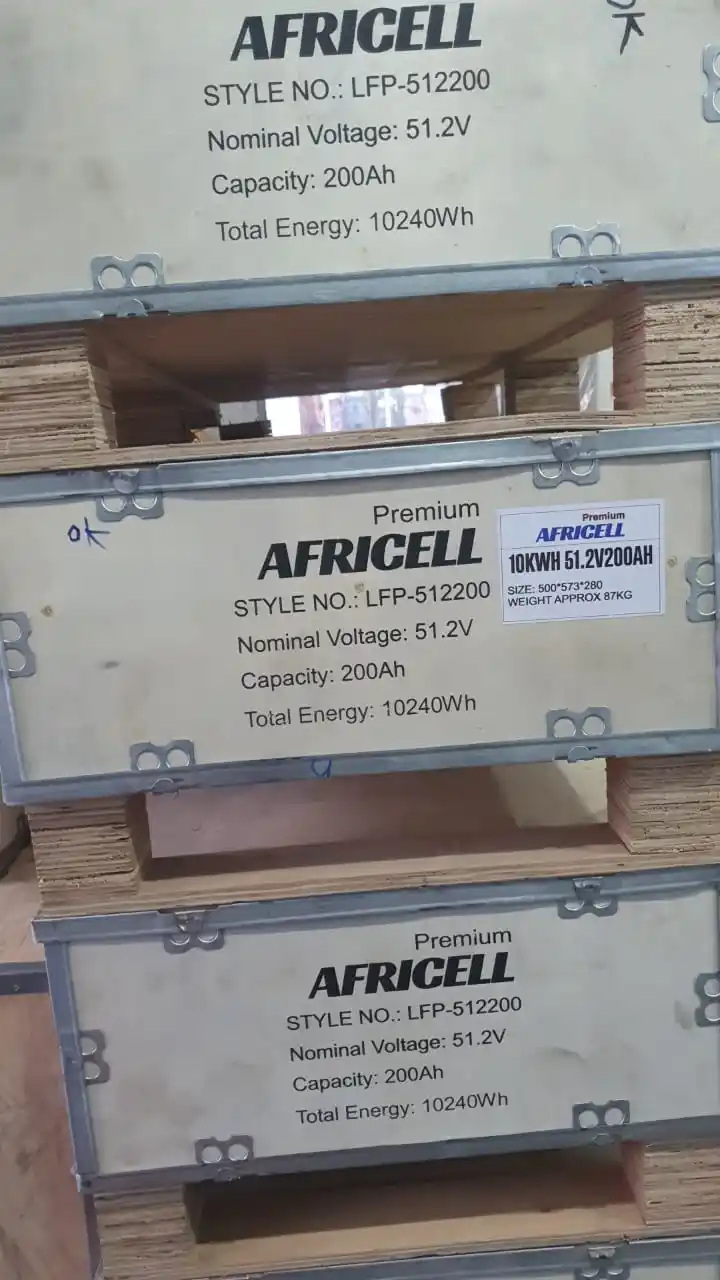 AFRICELL
STYLE NO.: LFP-512200
Nominal Voltage: 51.2V
Capacity: 200Ah
Total Energy: 10240Wh
OK
Premium
AFRICELL
STYLE NO.: LFP-512200
Nominal Voltage: 51.2V
Capacity: 200Ah
Total Energy: 10240Wh
Premium
AFRICELL
10KWH 51.2V200AH
SIZE: 500*573*280
WEIGHT APPROX 87KG
Premium
AFRICELL
STYLE NO.: LFP-512200
Nominal Voltage: 51.2V
Capacity: 200Ah
Total Energy: 10240Wh